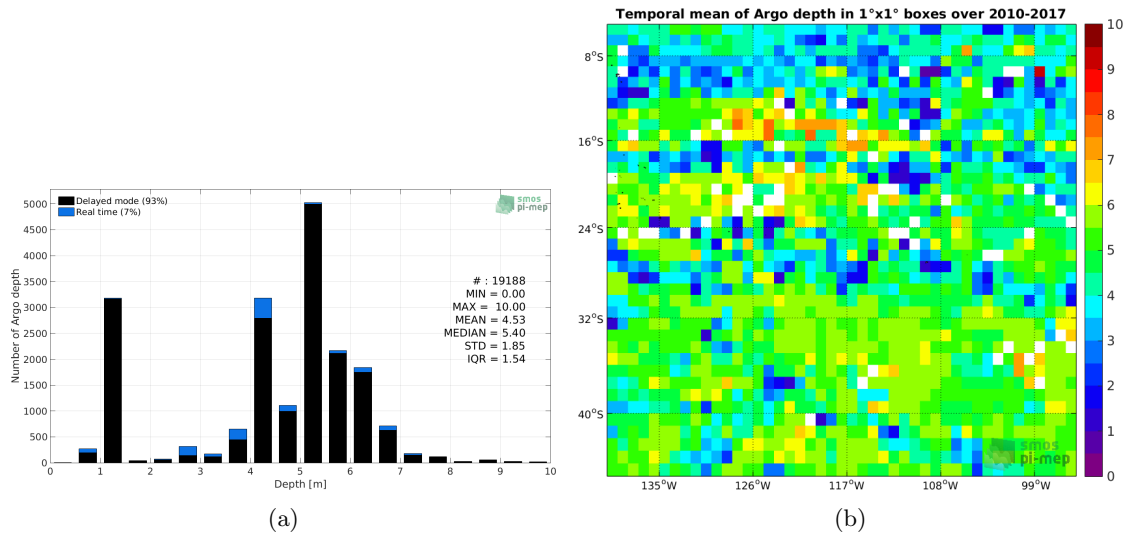 Delayed mode (93%)
Real time (7%)
smos
pi-mep
Number of Argo depth
5000
4500
4000
3500
3000
2500
2000
1500
1000
500
0
# : 19188
MIN = 0.00
MAX = 10.00
MEAN = 4.53
MEDIAN = 5.40
STD = 1.85
IQR = 1.54
0 1 2 3 4 5 6 7 8 9 10
Depth [m]
(a)
Temporal mean of Argo depth in 1°x1° boxes over 2010-2017
8°S
16°S
24°S
32°S
40°S
135°W 126°W 117°W 108°W 99°W
smos
pi-mep
10
9
8
7
6
5
4
3
2
1
0
(b)